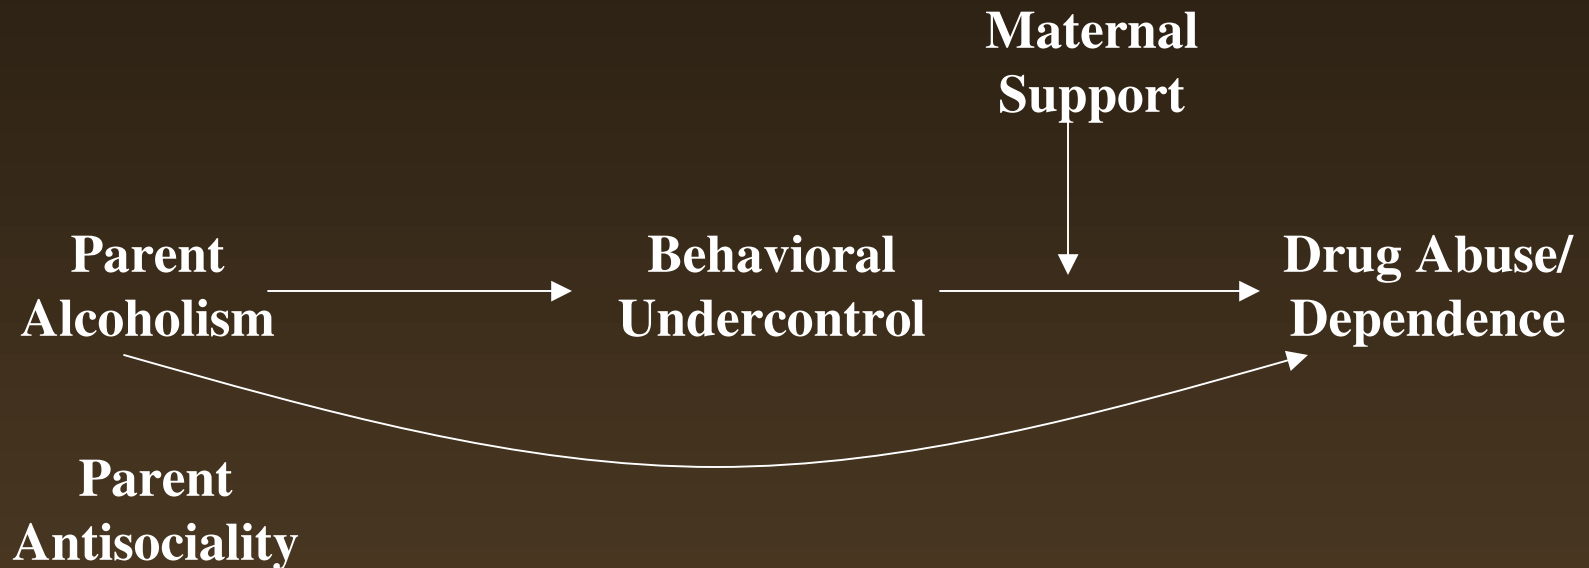 Maternal
Support
Parent
Alcoholism
Behavioral
Undercontrol
Drug Abuse/
Dependence
Parent
Antisociality